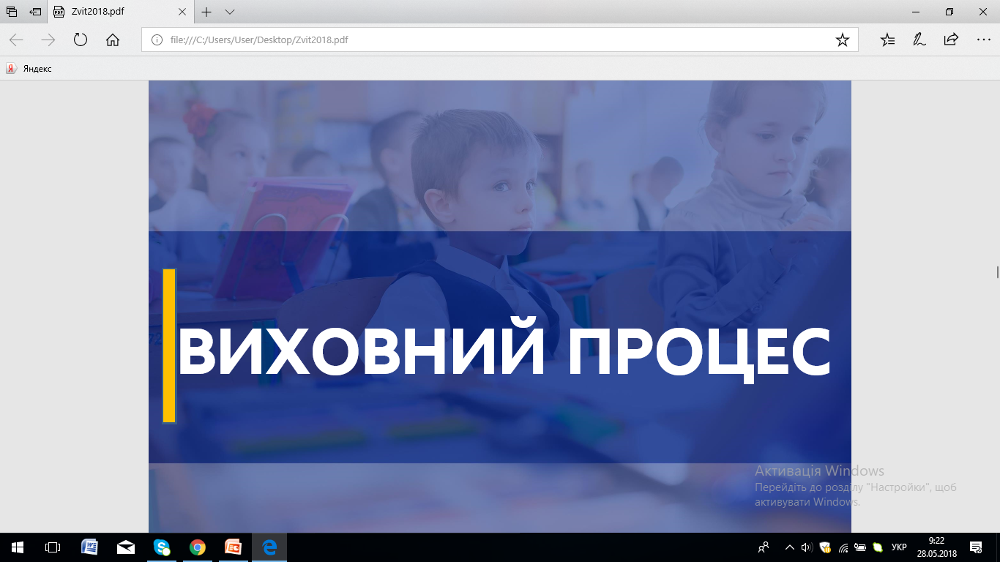 Zvit2018.pdf
file:///C:/Users/User/Desktop/Zvit2018.pdf
Яндекс
ВИХОВНИЙ ПРОЦЕС
Активація Windows
Перейдіть до розділу "Настройки", щоб
активувати Windows.
УКР
9:22
28.05.2018